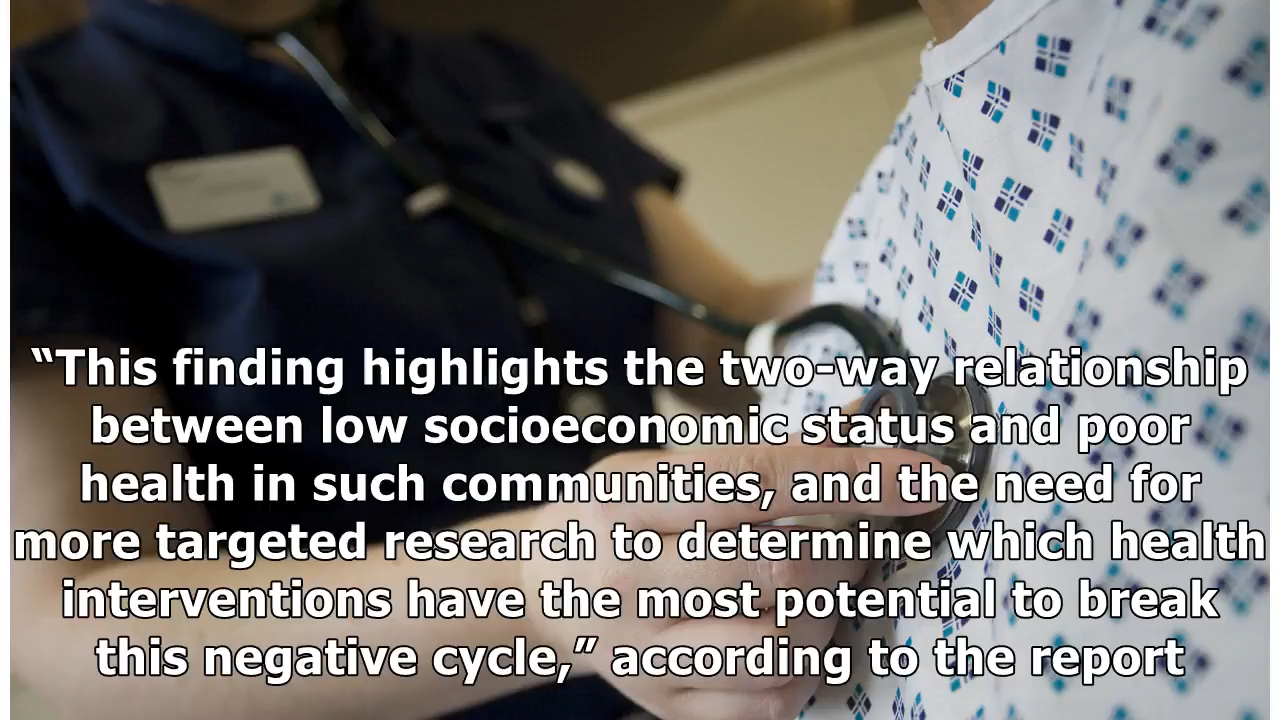 “This finding highlights the two-way relationship
between low socioeconomic status and poor
health in such communities, and the need for
more targeted research to determine which health
interventions have the most potential to break
this negative cycle,” according to the report